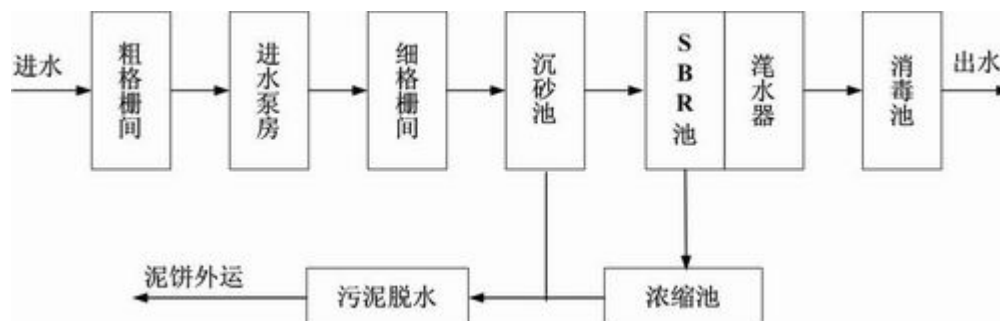 进水
粗格栅间
进水泵房
细格栅间
沉砂池
SBR池
滗水器
消毒池
出水
泥饼外运
污泥脱水
浓缩池